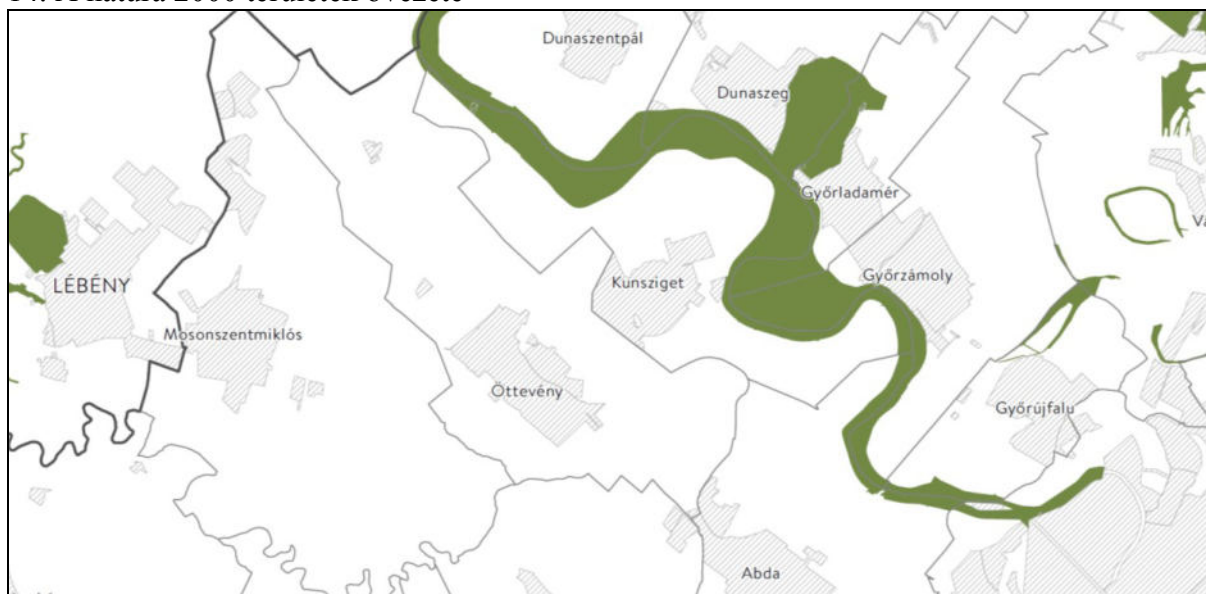 Dunaszentpál
Dunaszeg
Győrladamér
LÉBÉNY
Kunsziget
Győrzámoly
Mosonszentmiklós
Öttevény
Győrújfalu
Abda